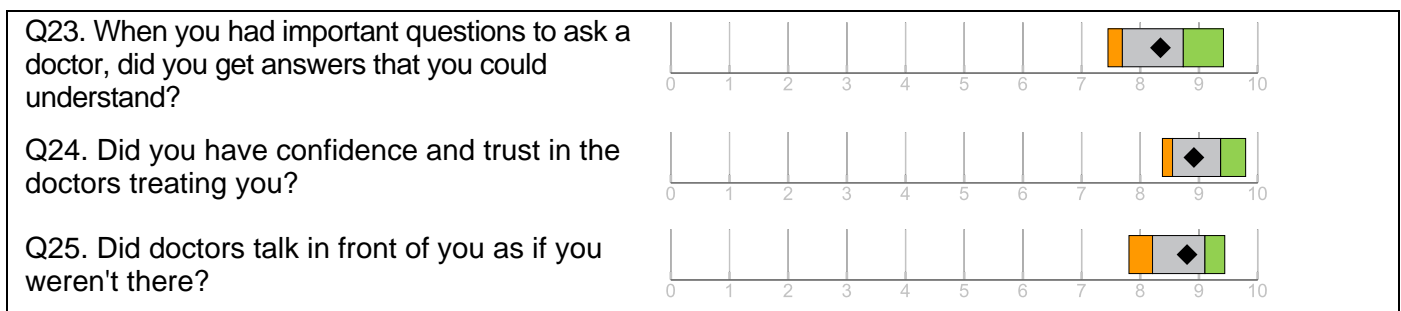 Q23. When you had important questions to ask a
doctor, did you get answers that you could
understand?
0 1 2 3 4 5 6 7 8 9 10
Q24. Did you have confidence and trust in the
doctors treating you?
0 1 2 3 4 5 6 7 8 9 10
Q25. Did doctors talk in front of you as if you
weren't there?
0 1 2 3 4 5 6 7 8 9 10